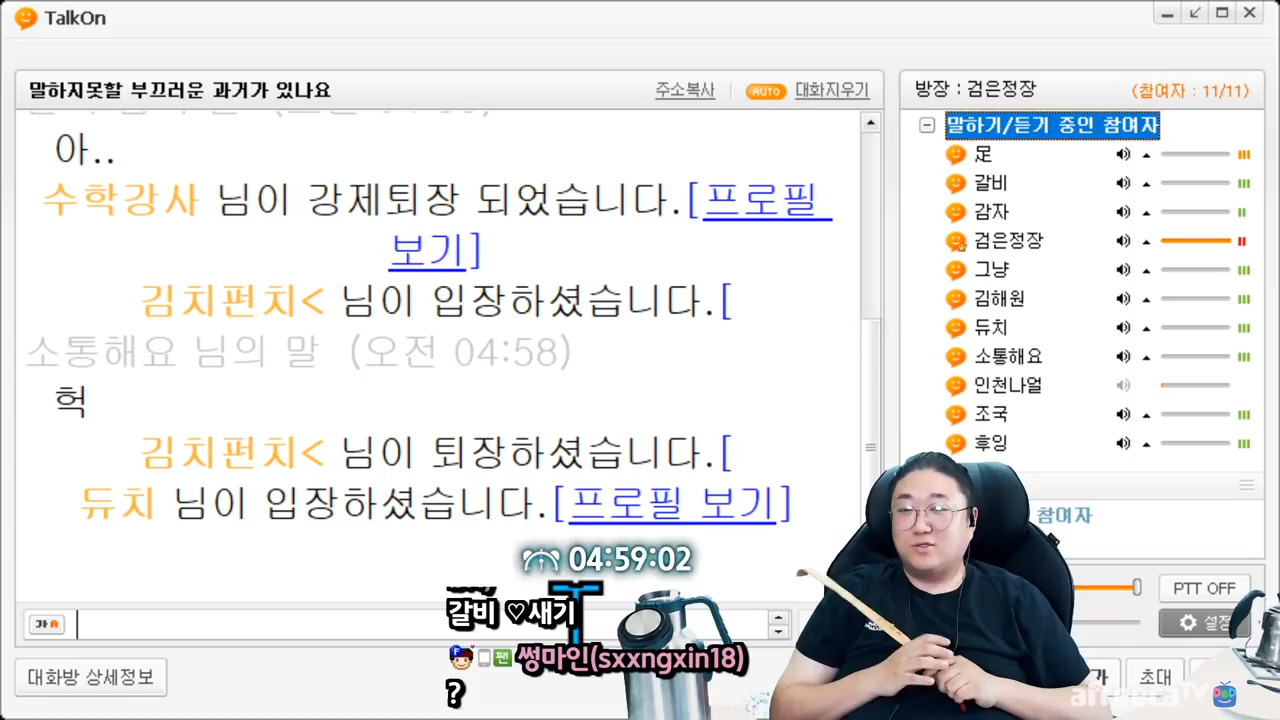 TalkOn
말하지못할 부끄러운 과거가 있나요
주소복사
AUTO
대화지우기
아..
수학강사 님이 강제퇴장 되었습니다.[프로필
보기]
김치펀치< 님이 입장하셨습니다.[
소통해요 님의 말 (오전 04:58)
헉
김치펀치< 님이 퇴장하셨습니다.[
듀치 님이 입장하셨습니다.[프로필 보기]
04:59:02
갈비 ♡새기
F
팬
썽마인(sxxngxin18)
?
가
대화방 상세정보
방장 : 검은정장
(참여자 : 11/11)
말하기/듣기 중인 참여자
足
갈비
감자
검은정장
그냥
김해원
듀치
소통해요
인천나얼
조국
후잉
참여자
PTT OFF
설정
가
초대
afreecaTV